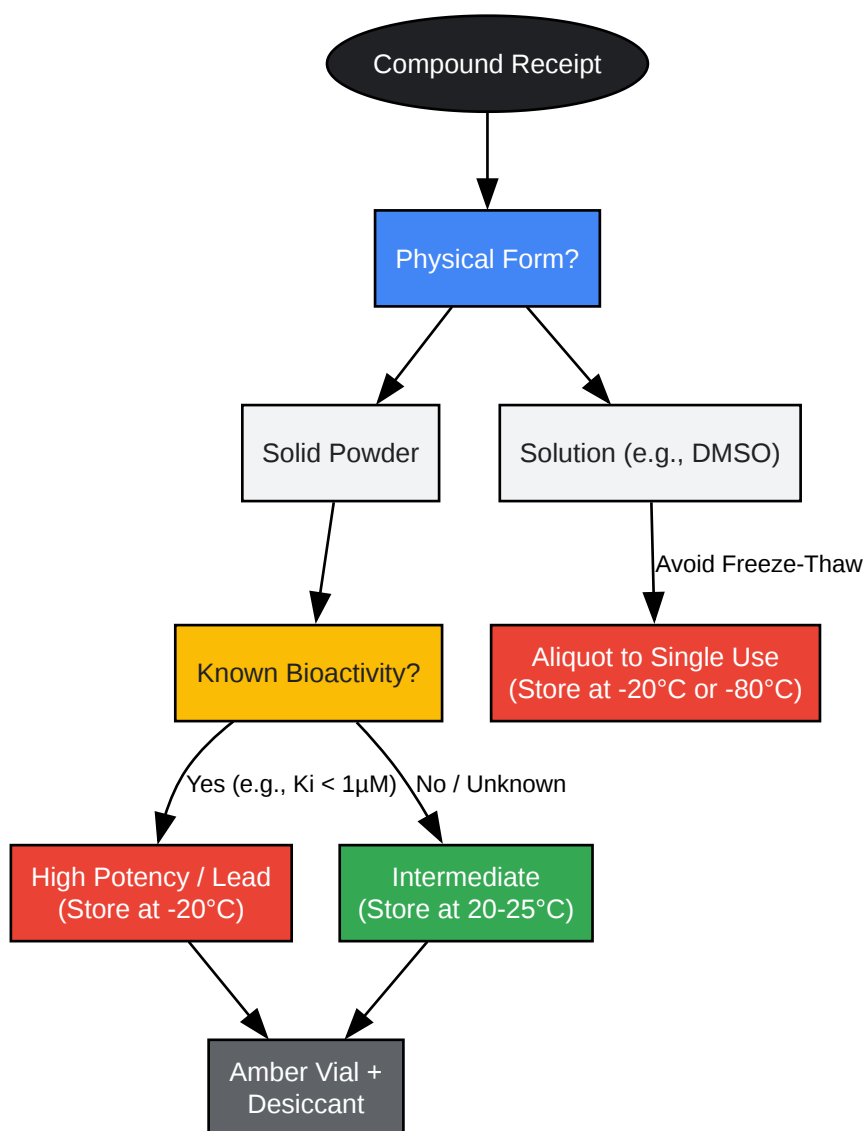 Compound Receipt
Physical Form?
Solid Powder
Solution (e.g., DMSO)
Avoid Freeze-Thaw
Known Bioactivity?
Aliquot to Single Use
(Store at -20°C or -80°C)
Yes (e.g., Ki < 1µM)
No / Unknown
High Potency / Lead
(Store at -20°C)
Intermediate
(Store at 20-25°C)
Amber Vial +
Desiccant